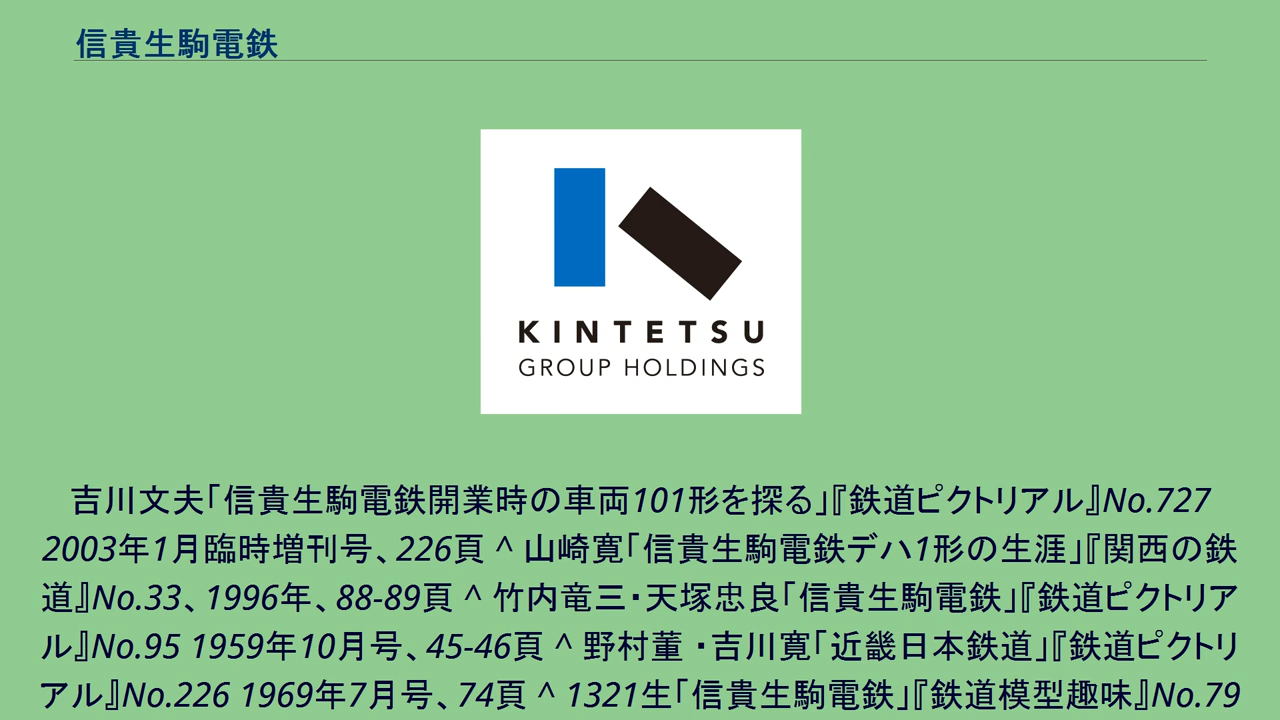 信貴生駒電鉄
KINTETSU
GROUP HOLDINGS
吉川文夫「信貴生駒電鉄開業時の車両101形を探る」『鉄道ピクトリアル』No.727
2003年1月臨時増刊号、226頁 ^ 山崎寛「信貴生駒電鉄デハ1形の生涯」『関西の鉄
道』No.33、1996年、88-89頁 ^ 竹内竜三・天塚忠良「信貴生駒電鉄」『鉄道ピクトリア
ル』No.95 1959年10月号、45-46頁 ^ 野村董 ・吉川寛「近畿日本鉄道」『鉄道ピクトリ
アル』No.226 1969年7月号、74頁 ^ 1321生「信貴生駒電鉄」『鉄道模型趣味』No.79